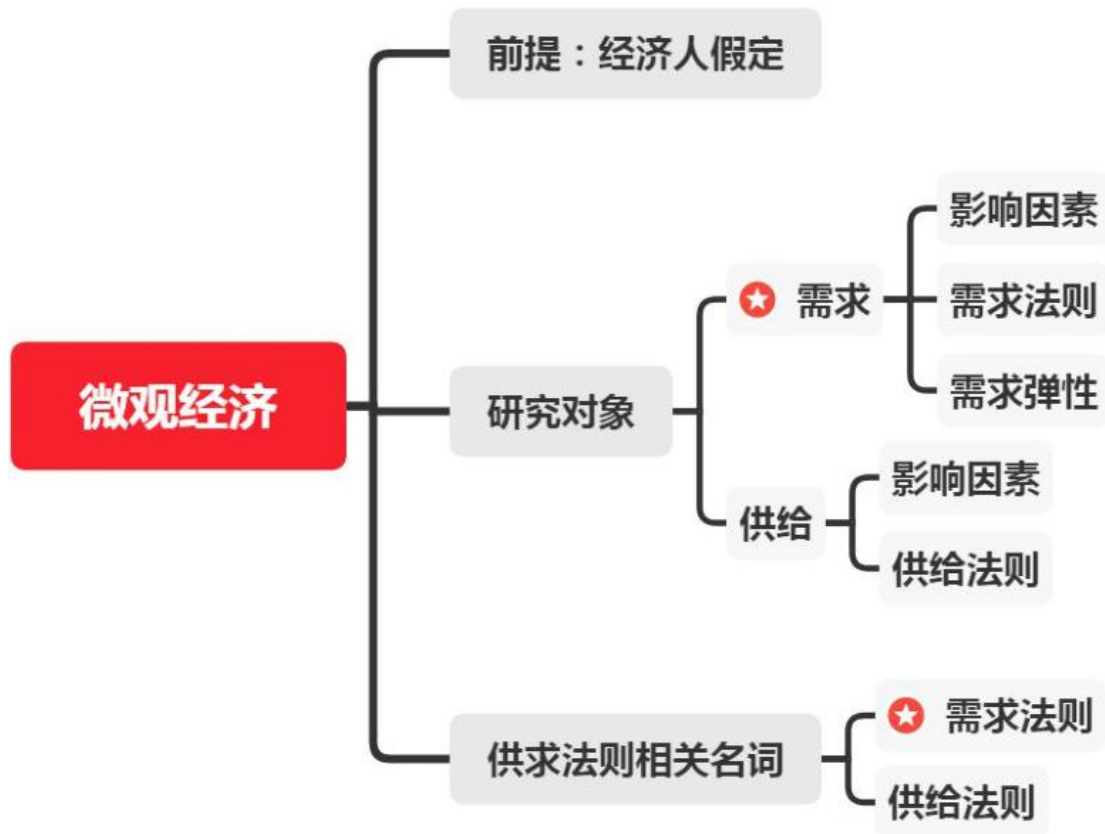 前提：经济人假定
影响因素
需求
需求法则
需求弹性
微观经济
研究对象
影响因素
供给
供给法则
需求法则
供求法则相关名词
供给法则